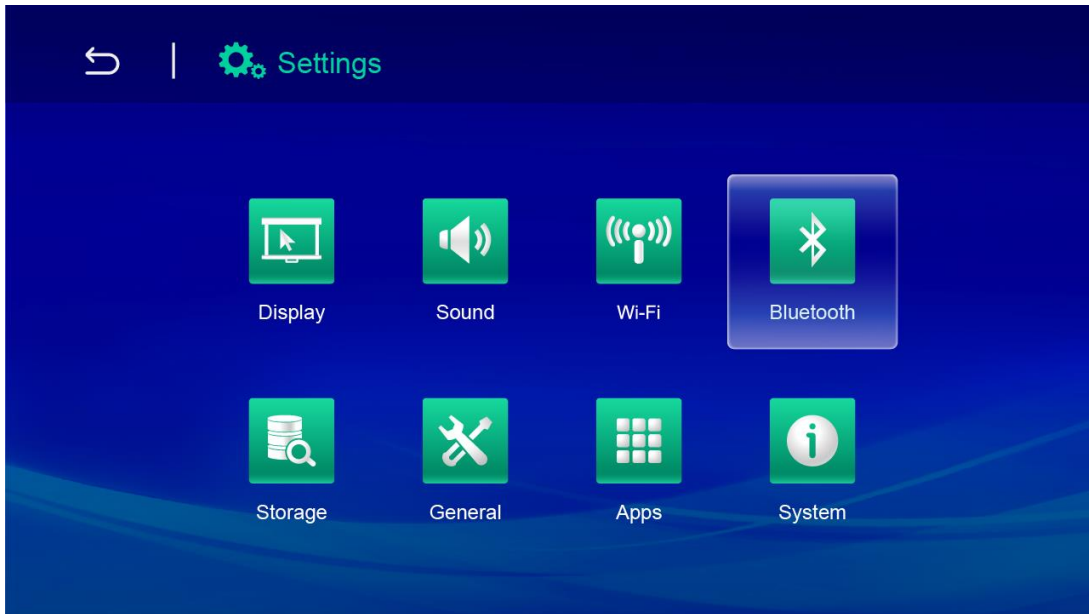 Settings
Display Sound Wi-Fi Bluetooth
Storage General Apps System